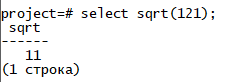 project=# select sqrt(121);
 sqrt
------
   11
(1 строка)